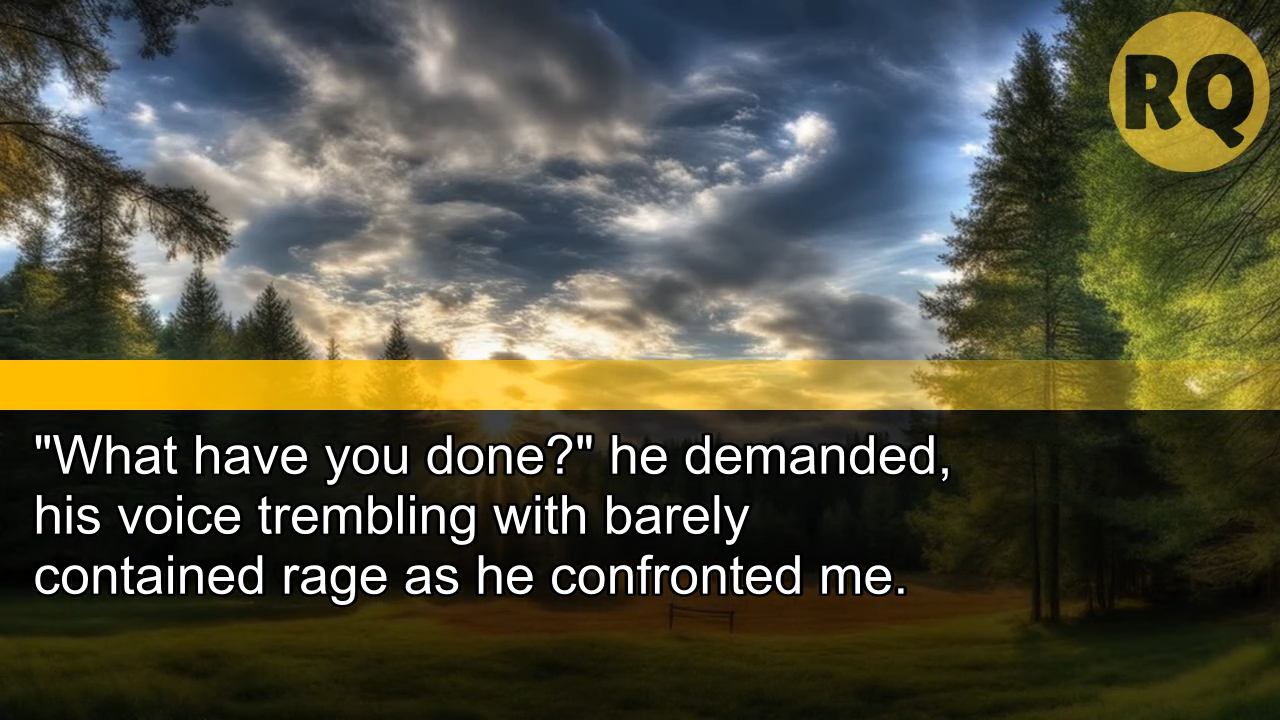 RQ
"What have you done?" he demanded,
his voice trembling with barely
contained rage as he confronted me.